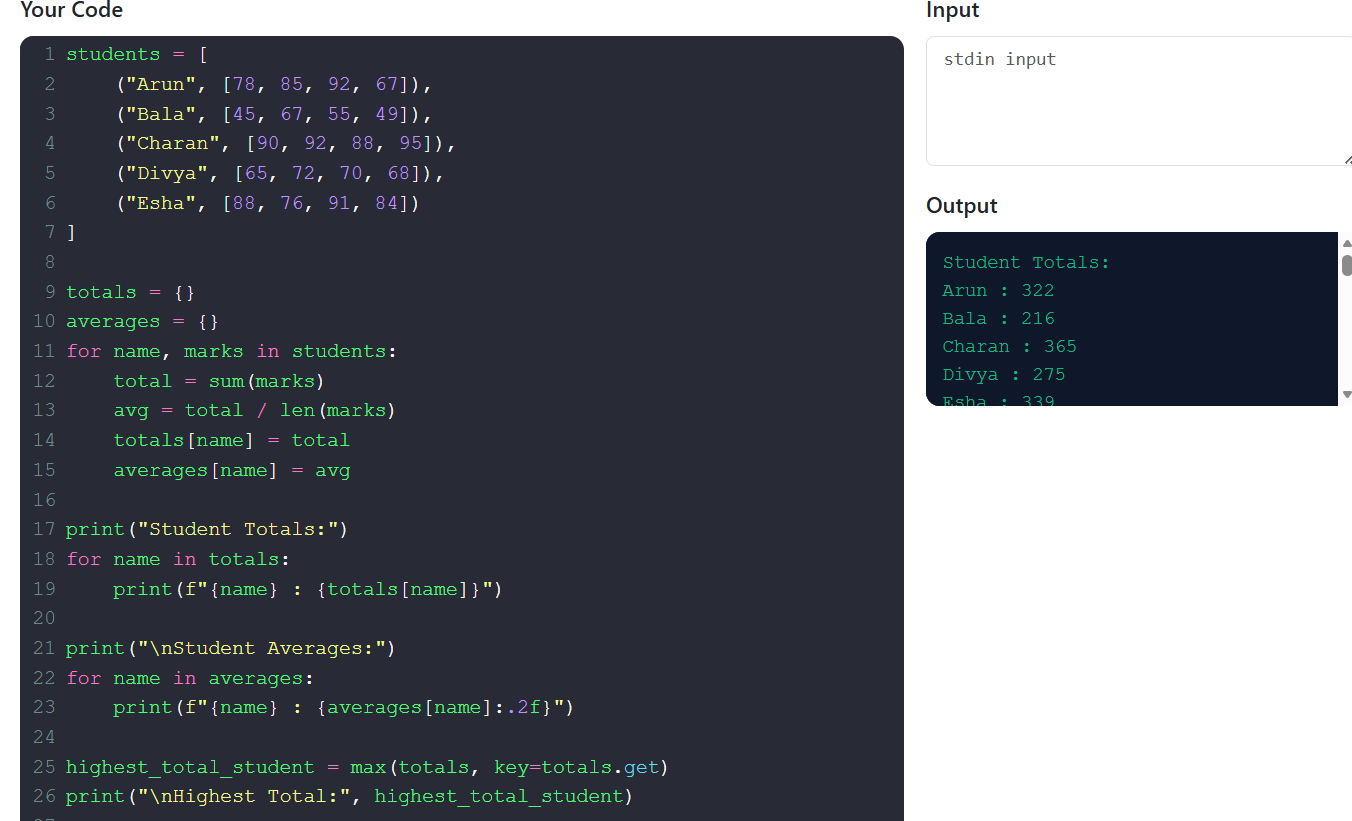 Your Code
1 students = [
2     ("Arun", [78, 85, 92, 67]),
3     ("Bala", [45, 67, 55, 49]),
4     ("Charan", [90, 92, 88, 95]),
5     ("Divya", [65, 72, 70, 68]),
6     ("Esha", [88, 76, 91, 84])
7 ]
8
9 totals = {}
10 averages = {}
11 for name, marks in students:
12     total = sum(marks)
13     avg = total / len(marks)
14     totals[name] = total
15     averages[name] = avg
16
17 print("Student Totals:")
18 for name in totals:
19     print(f"{name} : {totals[name]}")
20
21 print("\nStudent Averages:")
22 for name in averages:
23     print(f"{name} : {averages[name]:.2f}")
24
25 highest_total_student = max(totals, key=totals.get)
26 print("\nHighest Total:", highest_total_student)
27
Input
stdin input
Output
Student Totals:
Arun : 322
Bala : 216
Charan : 365
Divya : 275
Esha : 339